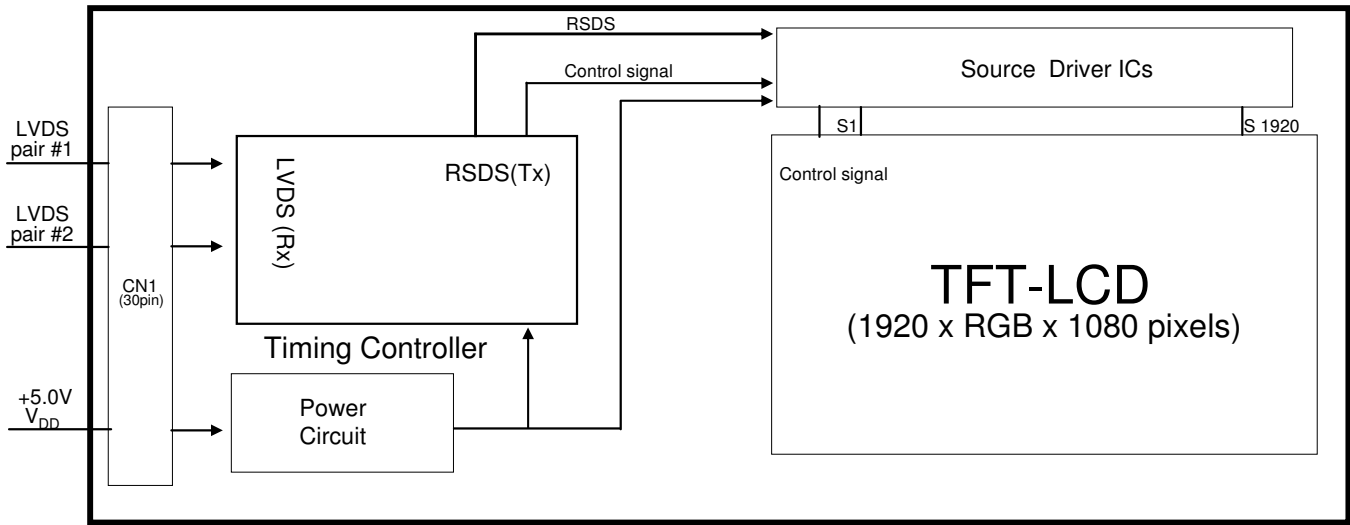 RSDS
Control signal
Source Driver ICs
S1
S 1920
LVDS
pair #1
LVDS
pair #2
CN1
(30pin)
LVDS (Rx)
RSDS(Tx)
Timing Controller
Control signal
TFT-LCD
(1920 x RGB x 1080 pixels)
+5.0V
VDD
Power
Circuit